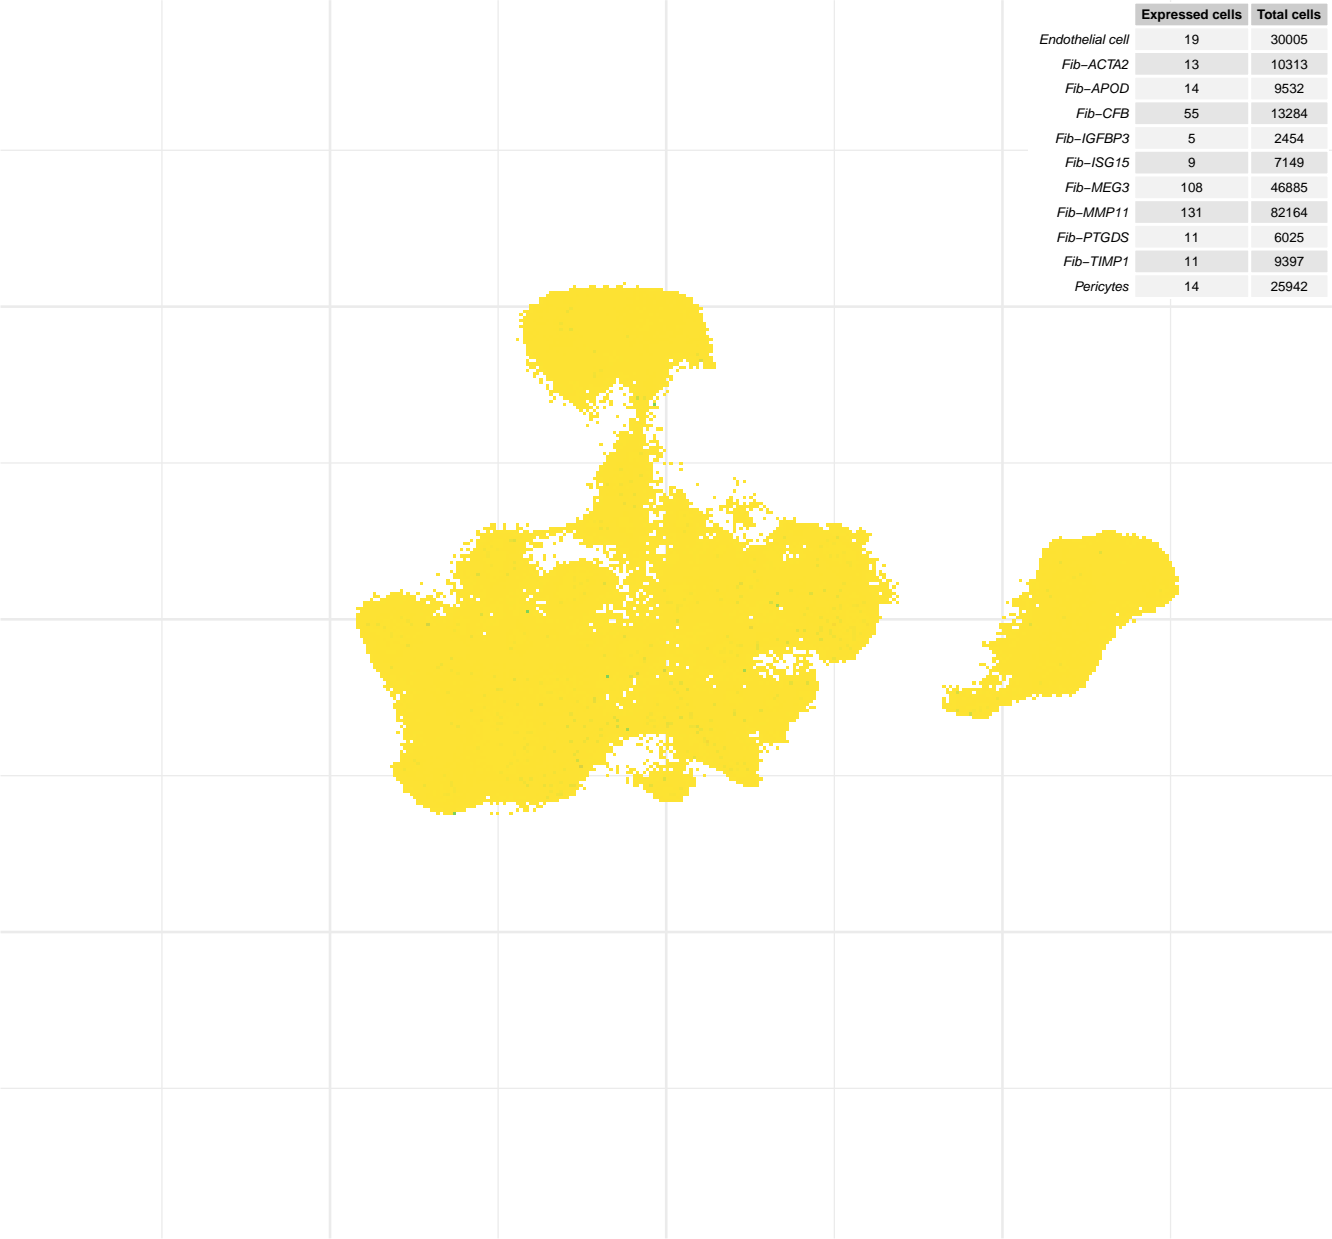 Expressed cells Total cells
Endothelial cell 19 30005
Fib−ACTA2 13 10313
Fib−APOD 14 9532
Fib−CFB 55 13284
Fib−IGFBP3 5 2454
Fib−ISG15 9 7149
Fib−MEG3 108 46885
Fib−MMP11 131 82164
Fib−PTGDS 11 6025
Fib−TIMP1 11 9397
Pericytes 14 25942